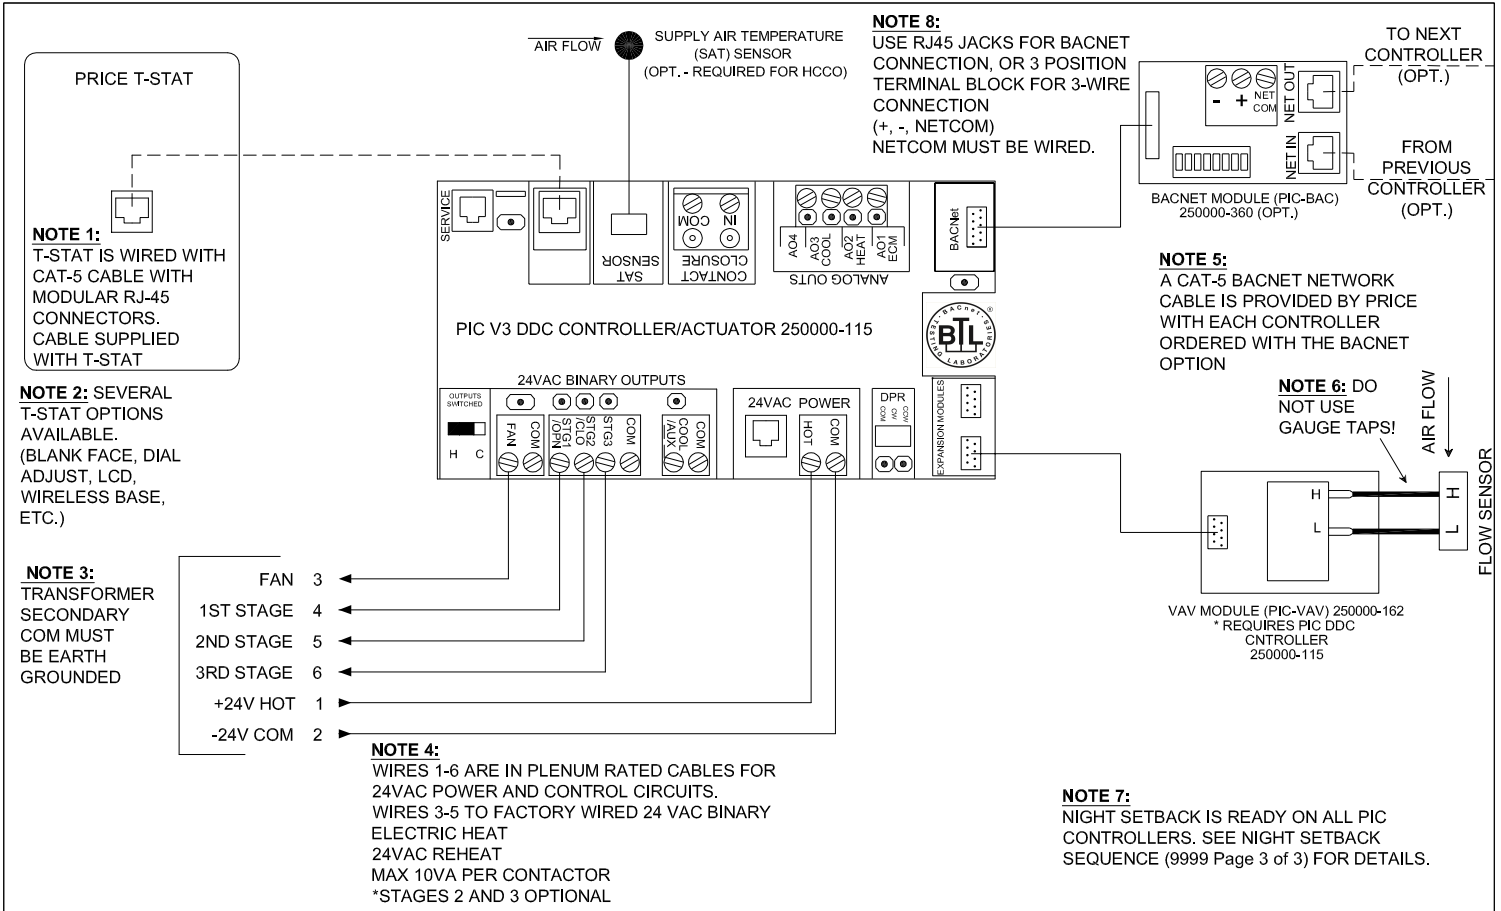 PRICE T-STAT
NOTE 1:
T-STAT IS WIRED WITH
CAT-5 CABLE WITH
MODULAR RJ-45
CONNECTORS.
CABLE SUPPLIED
WITH T-STAT
NOTE 2: SEVERAL
T-STAT OPTIONS
AVAILABLE.
(BLANK FACE, DIAL
ADJUST, LCD,
WIRELESS BASE,
ETC.)
NOTE 3:
TRANSFORMER
SECONDARY
COM MUST
BE EARTH
GROUNDED
FAN 3
1ST STAGE 4
2ND STAGE 5
3RD STAGE 6
+24V HOT 1
-24V COM 2
AIR FLOW
SUPPLY AIR TEMPERATURE
(SAT) SENSOR
(OPT. - REQUIRED FOR HCCO)
SERVICE
SAT
SENSOR
COM
IN
CONTACT
CLOSURE
AO4
AO3
COOL
AO2
HEAT
AO1
ECM
ANALOG OUTS
BACNet
PIC V3 DDC CONTROLLER/ACTUATOR 250000-115
BACnet
TESTING LABORATORIES
BTL
®
24VAC BINARY OUTPUTS
OUTPUTS
SWITCHED
H C
FAN
COM
STG1
/OPN
STG2
/CLO
STG3
COM
COOL
/AUX
COM
24VAC POWER
HOT
COM
DPR
COM
CW
CCW
EXPANSION MODULES
NOTE 4:
WIRES 1-6 ARE IN PLENUM RATED CABLES FOR
24VAC POWER AND CONTROL CIRCUITS.
WIRES 3-5 TO FACTORY WIRED 24 VAC BINARY
ELECTRIC HEAT
24VAC REHEAT
MAX 10VA PER CONTACTOR
*STAGES 2 AND 3 OPTIONAL
NOTE 8:
USE RJ45 JACKS FOR BACNET
CONNECTION, OR 3 POSITION
TERMINAL BLOCK FOR 3-WIRE
CONNECTION
(+, -, NETCOM)
NETCOM MUST BE WIRED.
- + NET
COM
NET OUT
NET IN
TO NEXT
CONTROLLER
(OPT.)
FROM
PREVIOUS
CONTROLLER
(OPT.)
BACNET MODULE (PIC-BAC)
250000-360 (OPT.)
NOTE 5:
A CAT-5 BACNET NETWORK
CABLE IS PROVIDED BY PRICE
WITH EACH CONTROLLER
ORDERED WITH THE BACNET
OPTION
NOTE 6: DO
NOT USE
GAUGE TAPS!
AIR FLOW
H
L
H
L
FLOW SENSOR
VAV MODULE (PIC-VAV) 250000-162
* REQUIRES PIC DDC
CNTROLLER
250000-115
NOTE 7:
NIGHT SETBACK IS READY ON ALL PIC
CONTROLLERS. SEE NIGHT SETBACK
SEQUENCE (9999 Page 3 of 3) FOR DETAILS.